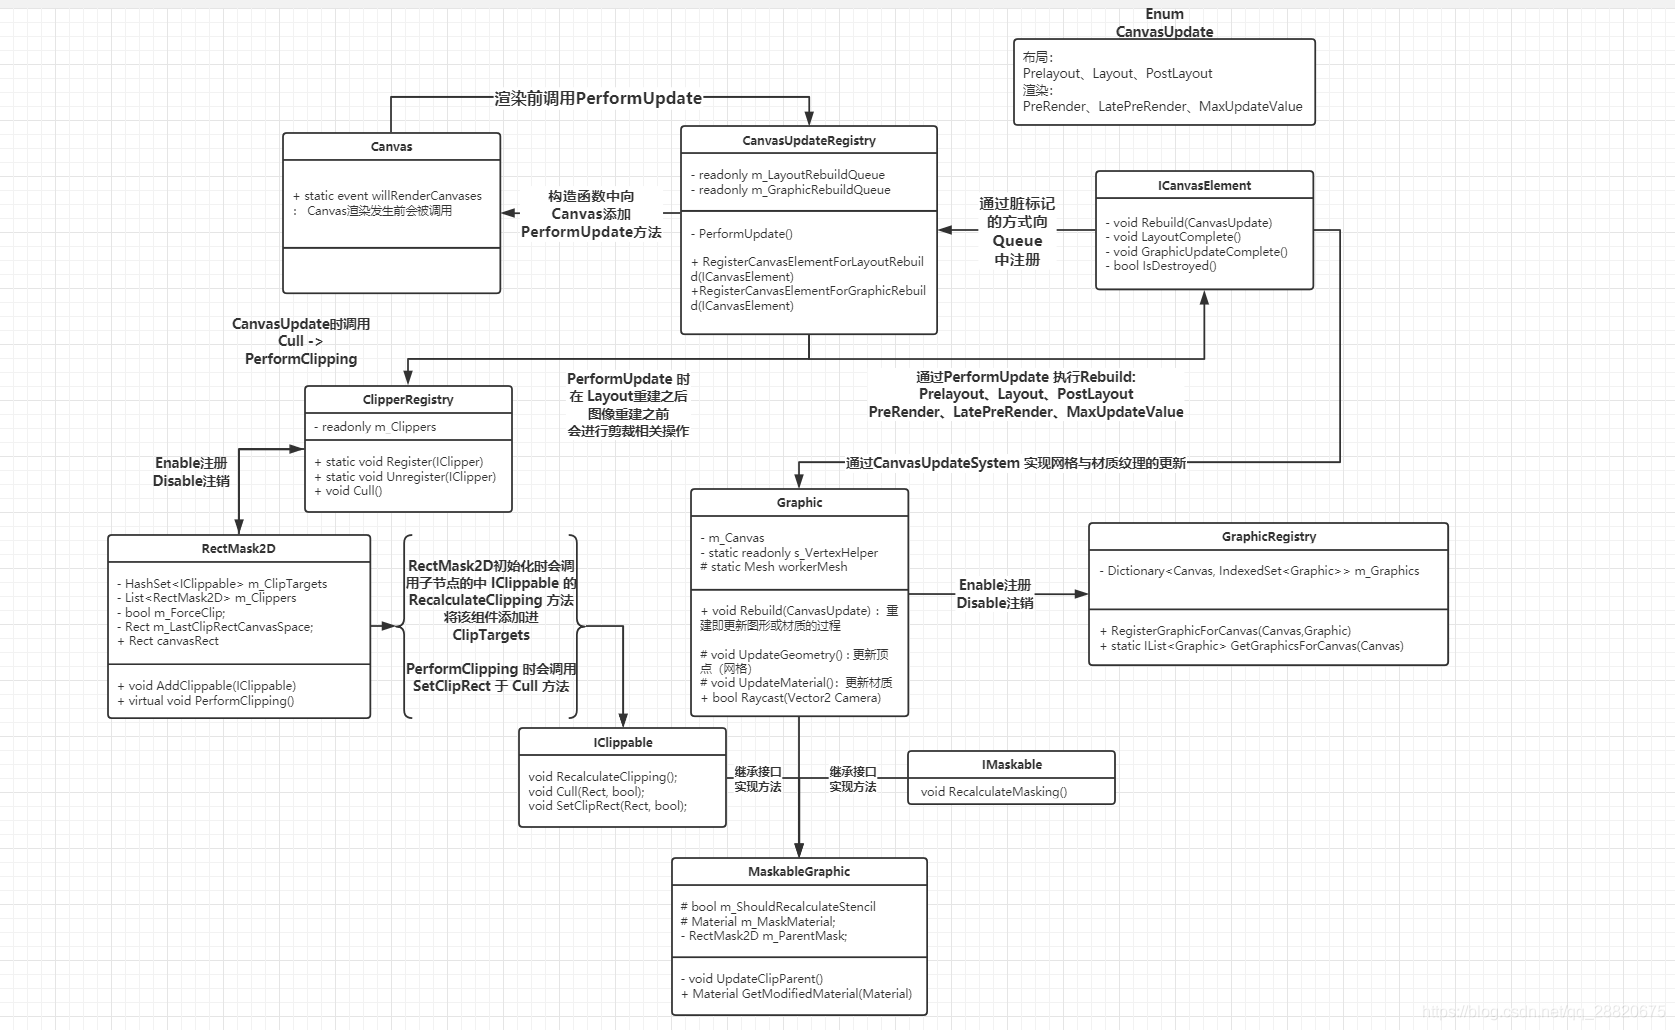 Enum
CanvasUpdate
布局：
Prelayout、Layout、PostLayout
渲染：
PreRender、LatePreRender、MaxUpdateValue
渲染前调用PerformUpdate
Canvas
+ static event willRenderCanvases
： Canvas渲染发生前会被调用
构造函数中向
Canvas添加
PerformUpdate方法
CanvasUpdateRegistry
- readonly m_LayoutRebuildQueue
- readonly m_GraphicRebuildQueue
- PerformUpdate()
+ RegisterCanvasElementForLayoutRebuil
d(ICanvasElement)
+RegisterCanvasElementForGraphicRebuil
d(ICanvasElement)
通过脏标记
的方式向
Queue
中注册
ICanvasElement
- void Rebuild(CanvasUpdate)
- void LayoutComplete()
- void GraphicUpdateComplete()
- bool IsDestroyed()
CanvasUpdate时调用
Cull ->
PerformClipping
PerformUpdate 时
在 Layout重建之后
图像重建之前
会进行剪裁相关操作
通过PerformUpdate 执行Rebuild:
Prelayout、Layout、PostLayout
PreRender、LatePreRender、MaxUpdateValue
ClipperRegistry
- readonly m_Clippers
+ static void Register(IClipper)
+ static void Unregister(IClipper)
+ void Cull()
Enable注册
Disable注销
通过CanvasUpdateSystem 实现网格与材质纹理的更新
RectMask2D
- HashSet<IClippable> m_ClipTargets
- List<RectMask2D> m_Clippers
- bool m_ForceClip;
- Rect m_LastClipRectCanvasSpace;
+ Rect canvasRect
+ void AddClippable(IClippable)
+ virtual void PerformClipping()
RectMask2D初始化时会调
用子节点的中 IClippable 的
RecalculateClipping 方法
将该组件添加进
ClipTargets
PerformClipping 时会调用
SetClipRect 于 Cull 方法
Graphic
- m_Canvas
- static readonly s_VertexHelper
# static Mesh workerMesh
+ void Rebuild(CanvasUpdate) ：重
建即更新图形或材质的过程
# void UpdateGeometry() : 更新顶
点（网格）
# void UpdateMaterial()：更新材质
+ bool Raycast(Vector2 Camera)
Enable注册
Disable注销
GraphicRegistry
- Dictionary<Canvas, IndexedSet<Graphic>> m_Graphics
+ RegisterGraphicForCanvas(Canvas,Graphic)
+ static IList<Graphic> GetGraphicsForCanvas(Canvas)
IClippable
void RecalculateClipping();
void Cull(Rect, bool);
void SetClipRect(Rect, bool);
继承接口
实现方法
继承接口
实现方法
IMaskable
void RecalculateMasking()
MaskableGraphic
# bool m_ShouldRecalculateStencil
# Material m_MaskMaterial;
- RectMask2D m_ParentMask;
- void UpdateClipParent()
+ Material GetModifiedMaterial(Material)
https://blog.csdn.net/qq_28820675